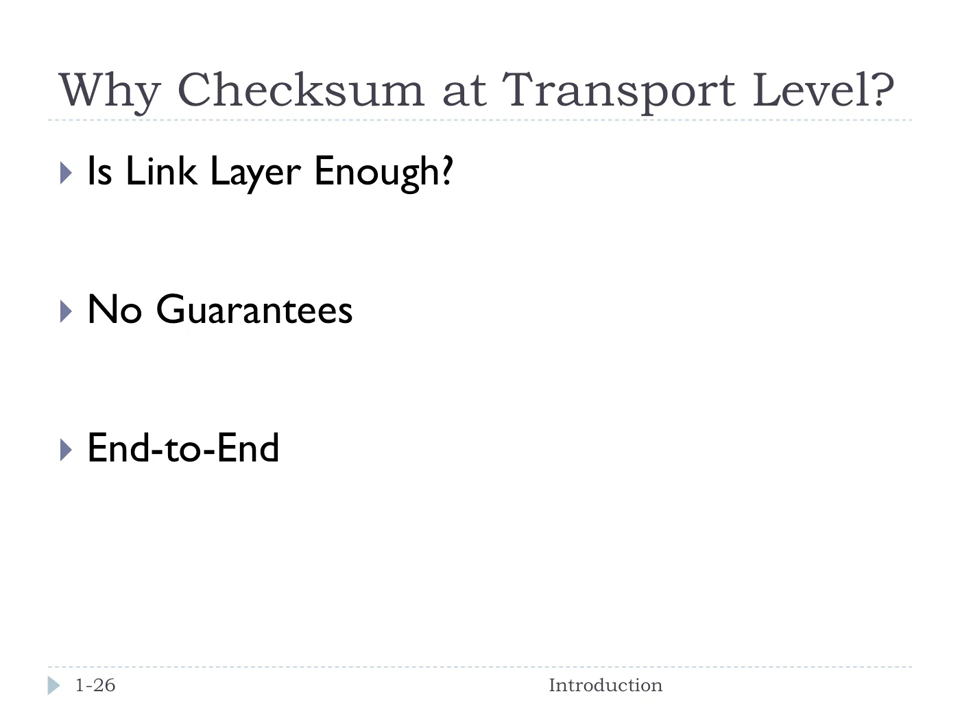 Why Checksum at Transport Level?
Is Link Layer Enough?
No Guarantees
End-to-End
1-26
Introduction